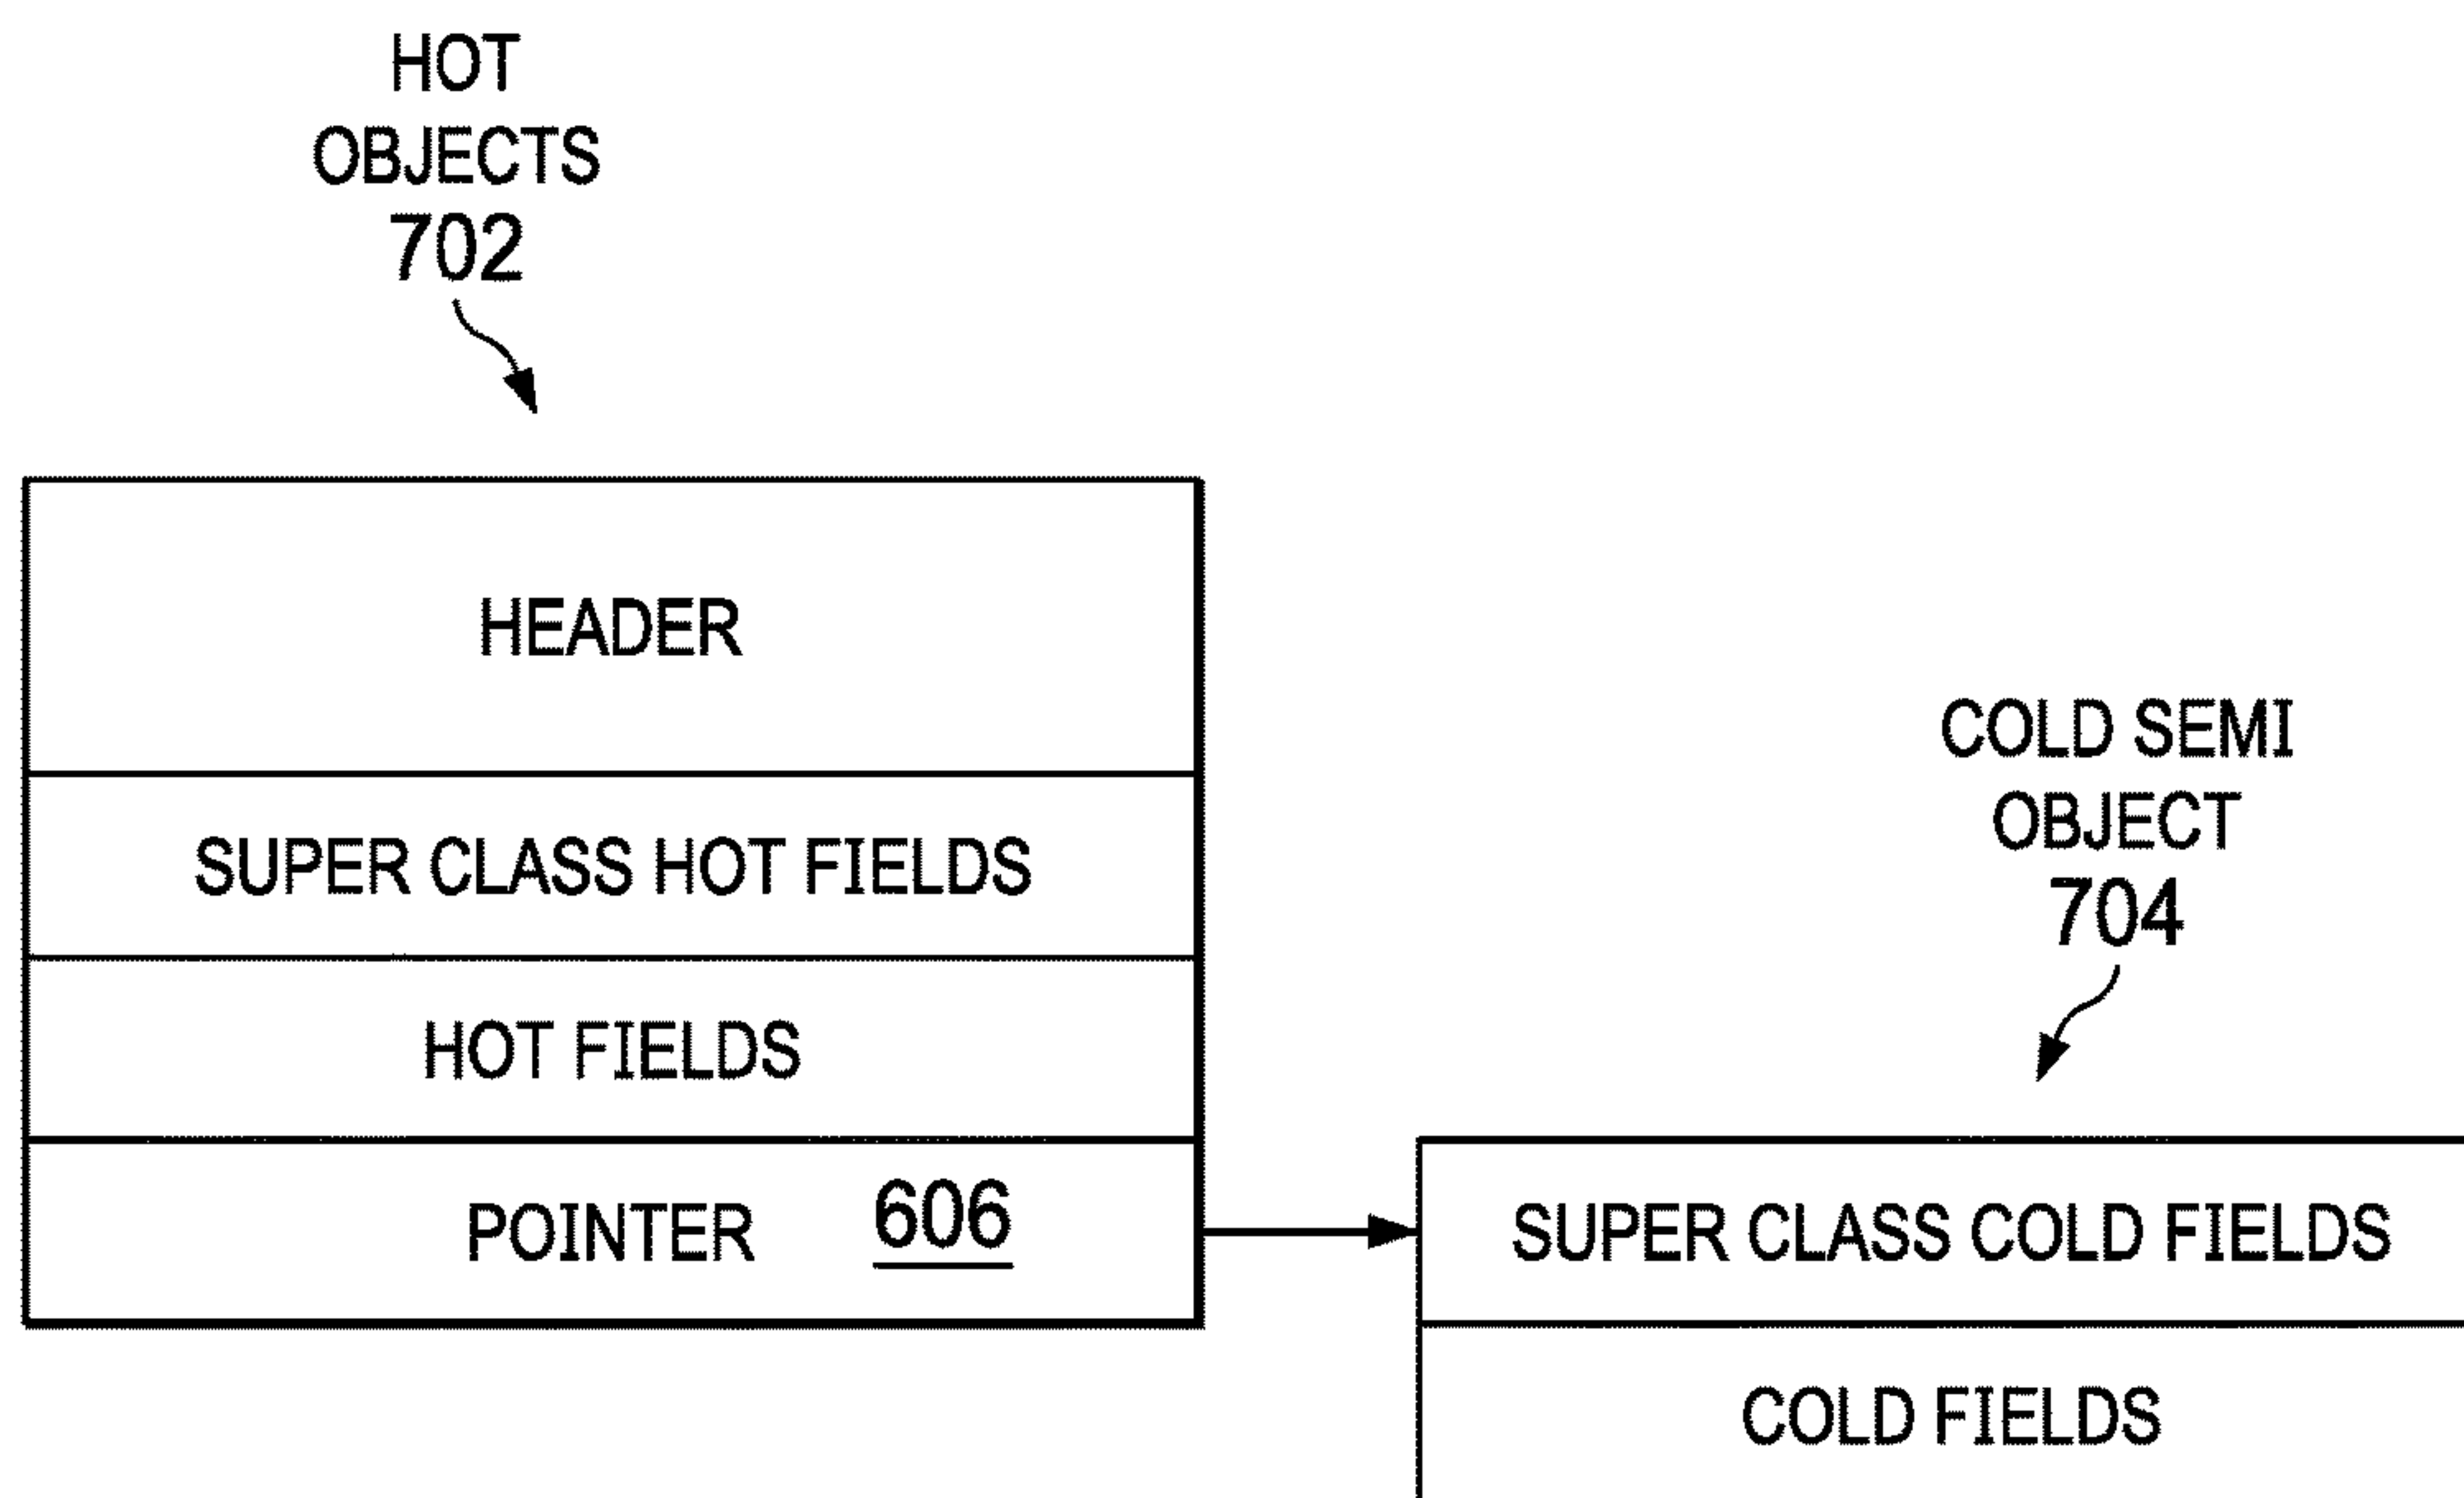 HOT
OBJECTS
702
HEADER
SUPER CLASS HOT FIELDS
HOT FIELDS
POINTER 606
COLD SEMI
OBJECT
704
SUPER CLASS COLD FIELDS
COLD FIELDS